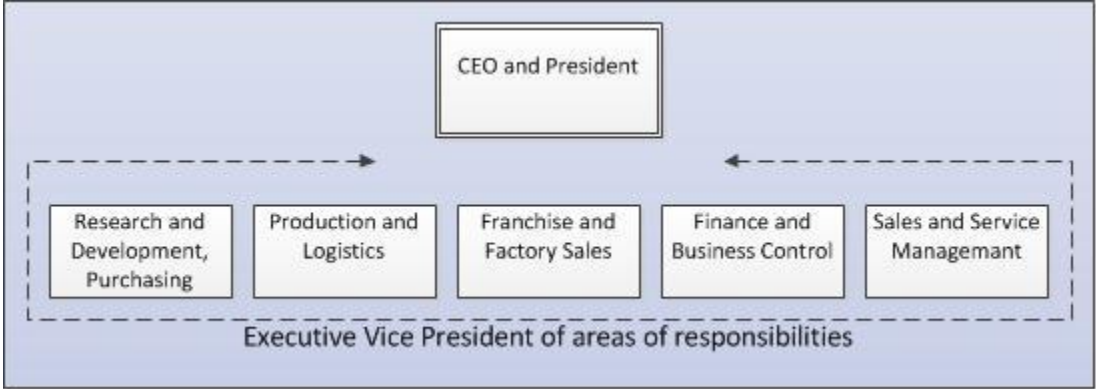 CEO and President
Research and
Development,
Purchasing
Production and
Logistics
Franchise and
Factory Sales
Finance and
Business Control
Sales and Service
Managemant
Executive Vice President of areas of responsibilities